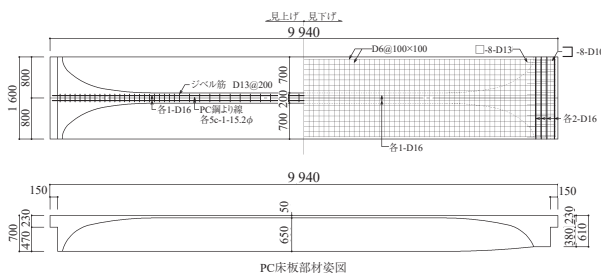 見上げ 見下げ
9 940
D6@100×100
□-8-D13
-8-D16
ジベル筋 D13@200
各1-D16
PC鋼より線
各5c-1-15.2φ
各1-D16
各2-D16
1 600
800
800
700
200
700
9 940
150
150
50
650
700
230
470
230
380
610
PC床板部材姿図